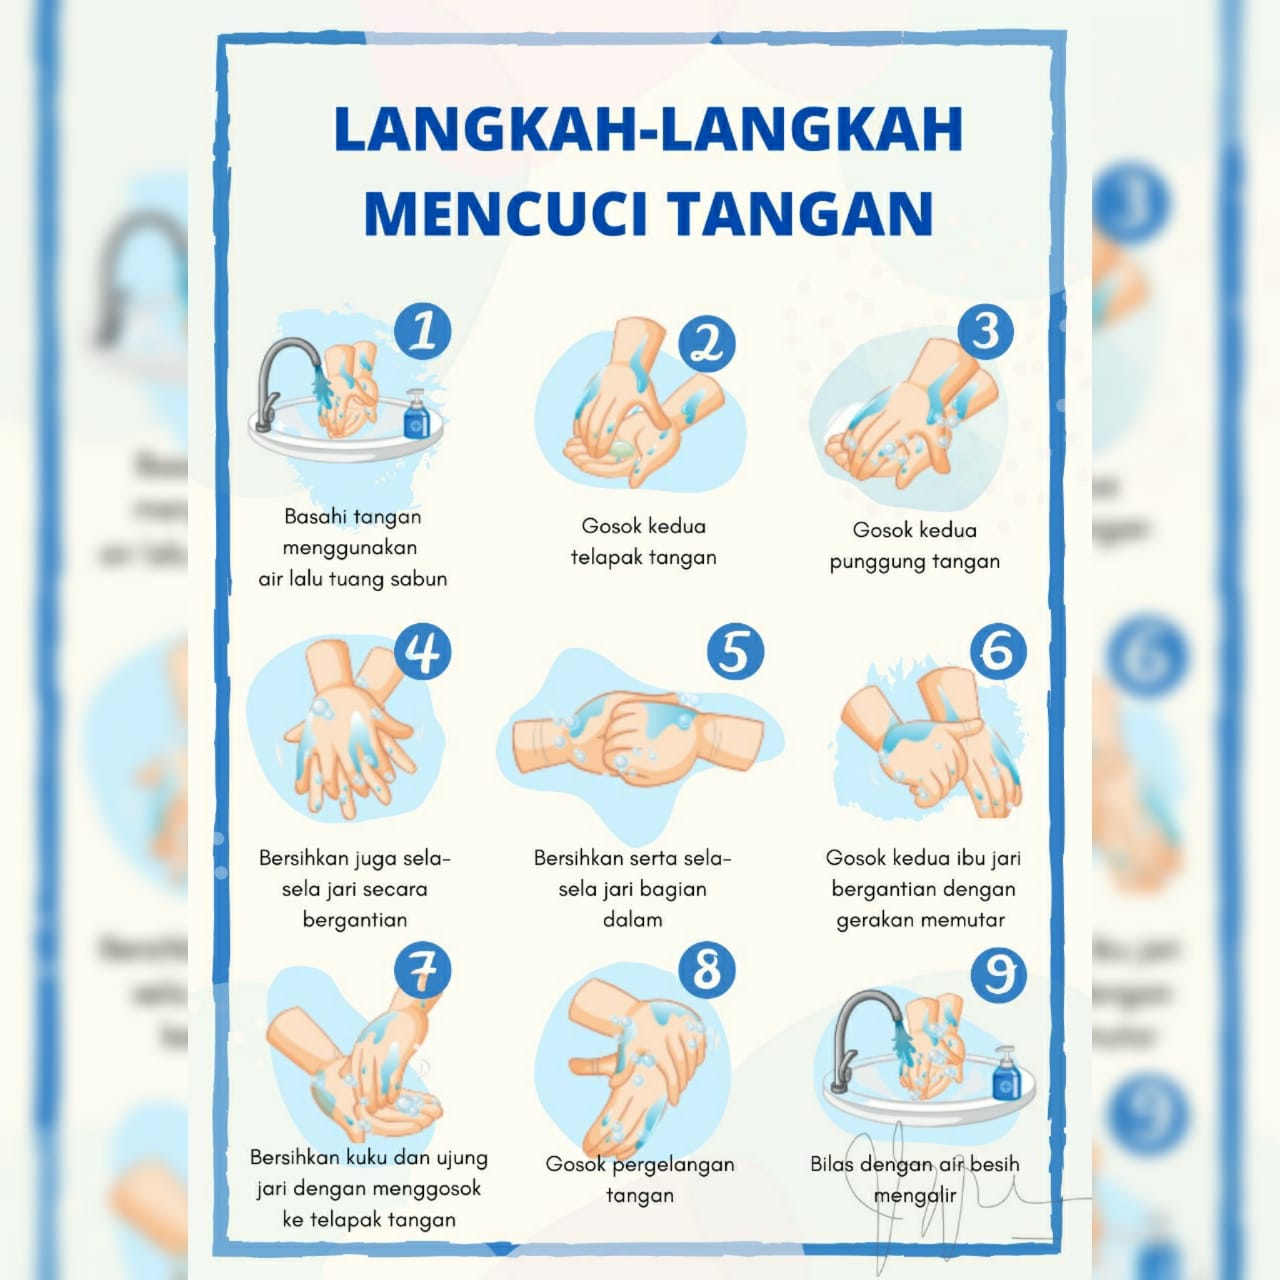 LANGKAH-LANGKAH
MENCUCI TANGAN
1
Basahi tangan
menggunakan
air lalu tuang sabun
2
Gosok kedua
telapak tangan
3
Gosok kedua
punggung tangan
4
Bersihkan juga sela-
sela jari secara
bergantian
5
Bersihkan serta sela-
sela jari bagian
dalam
6
Gosok kedua ibu jari
bergantian dengan
gerakan memutar
7
Bersihkan kuku dan ujung
jari dengan menggosok
ke telapak tangan
8
Gosok pergelangan
tangan
9
Bilas dengan air besih
mengalir